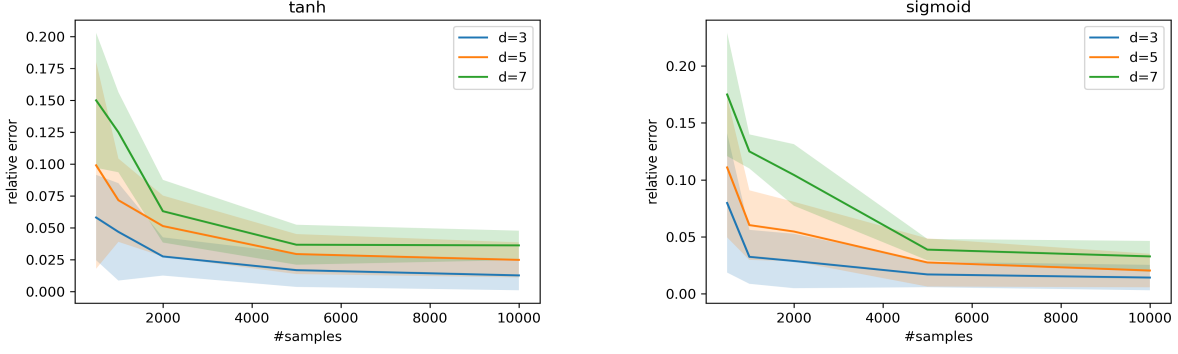 tanh
relative error
0.200
0.175
0.150
0.125
0.100
0.075
0.050
0.025
0.000
d=3
d=5
d=7
2000 4000 6000 8000 10000
#samples
sigmoid
relative error
0.20
0.15
0.10
0.05
0.00
d=3
d=5
d=7
2000 4000 6000 8000 10000
#samples